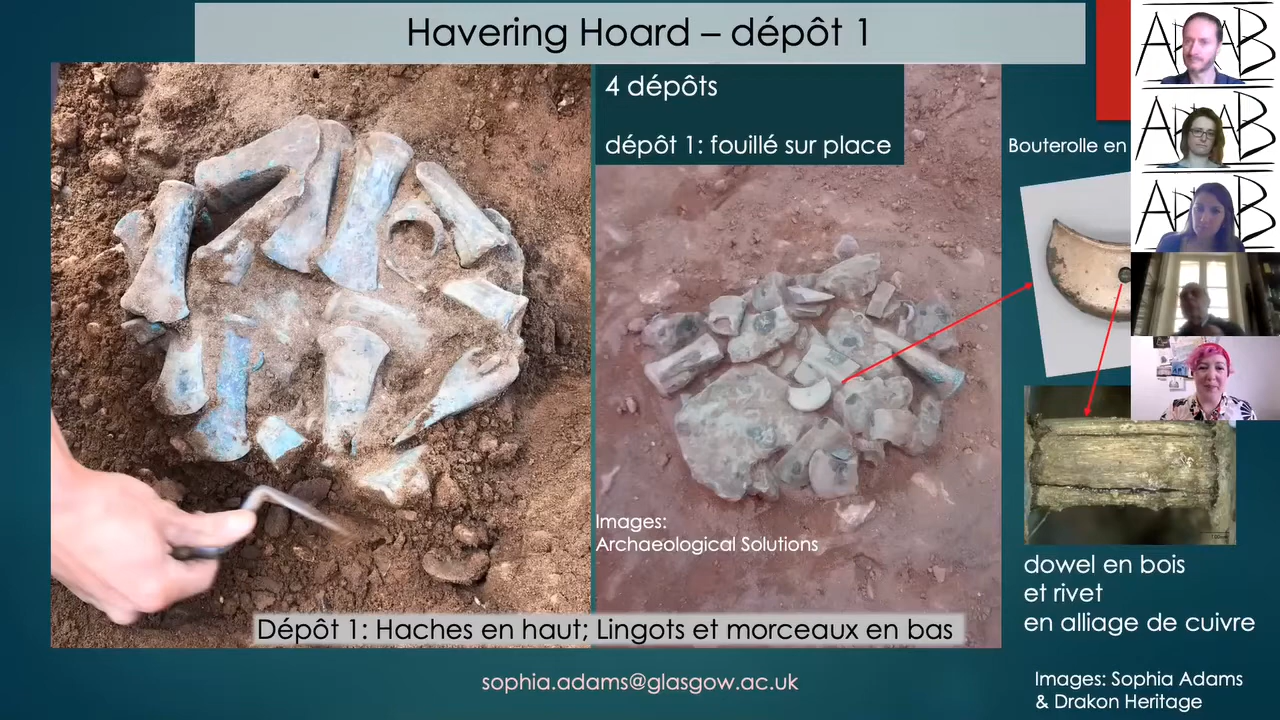 Havering Hoard – dépôt 1
4 dépôts
dépôt 1: fouillé sur place
Bouterolle en
Images:
Archaeological Solutions
dowel en bois
et rivet
en alliage de cuivre
Dépôt 1: Haches en haut; Lingots et morceaux en bas
sophia.adams@glasgow.ac.uk
Images: Sophia Adams
& Drakon Heritage